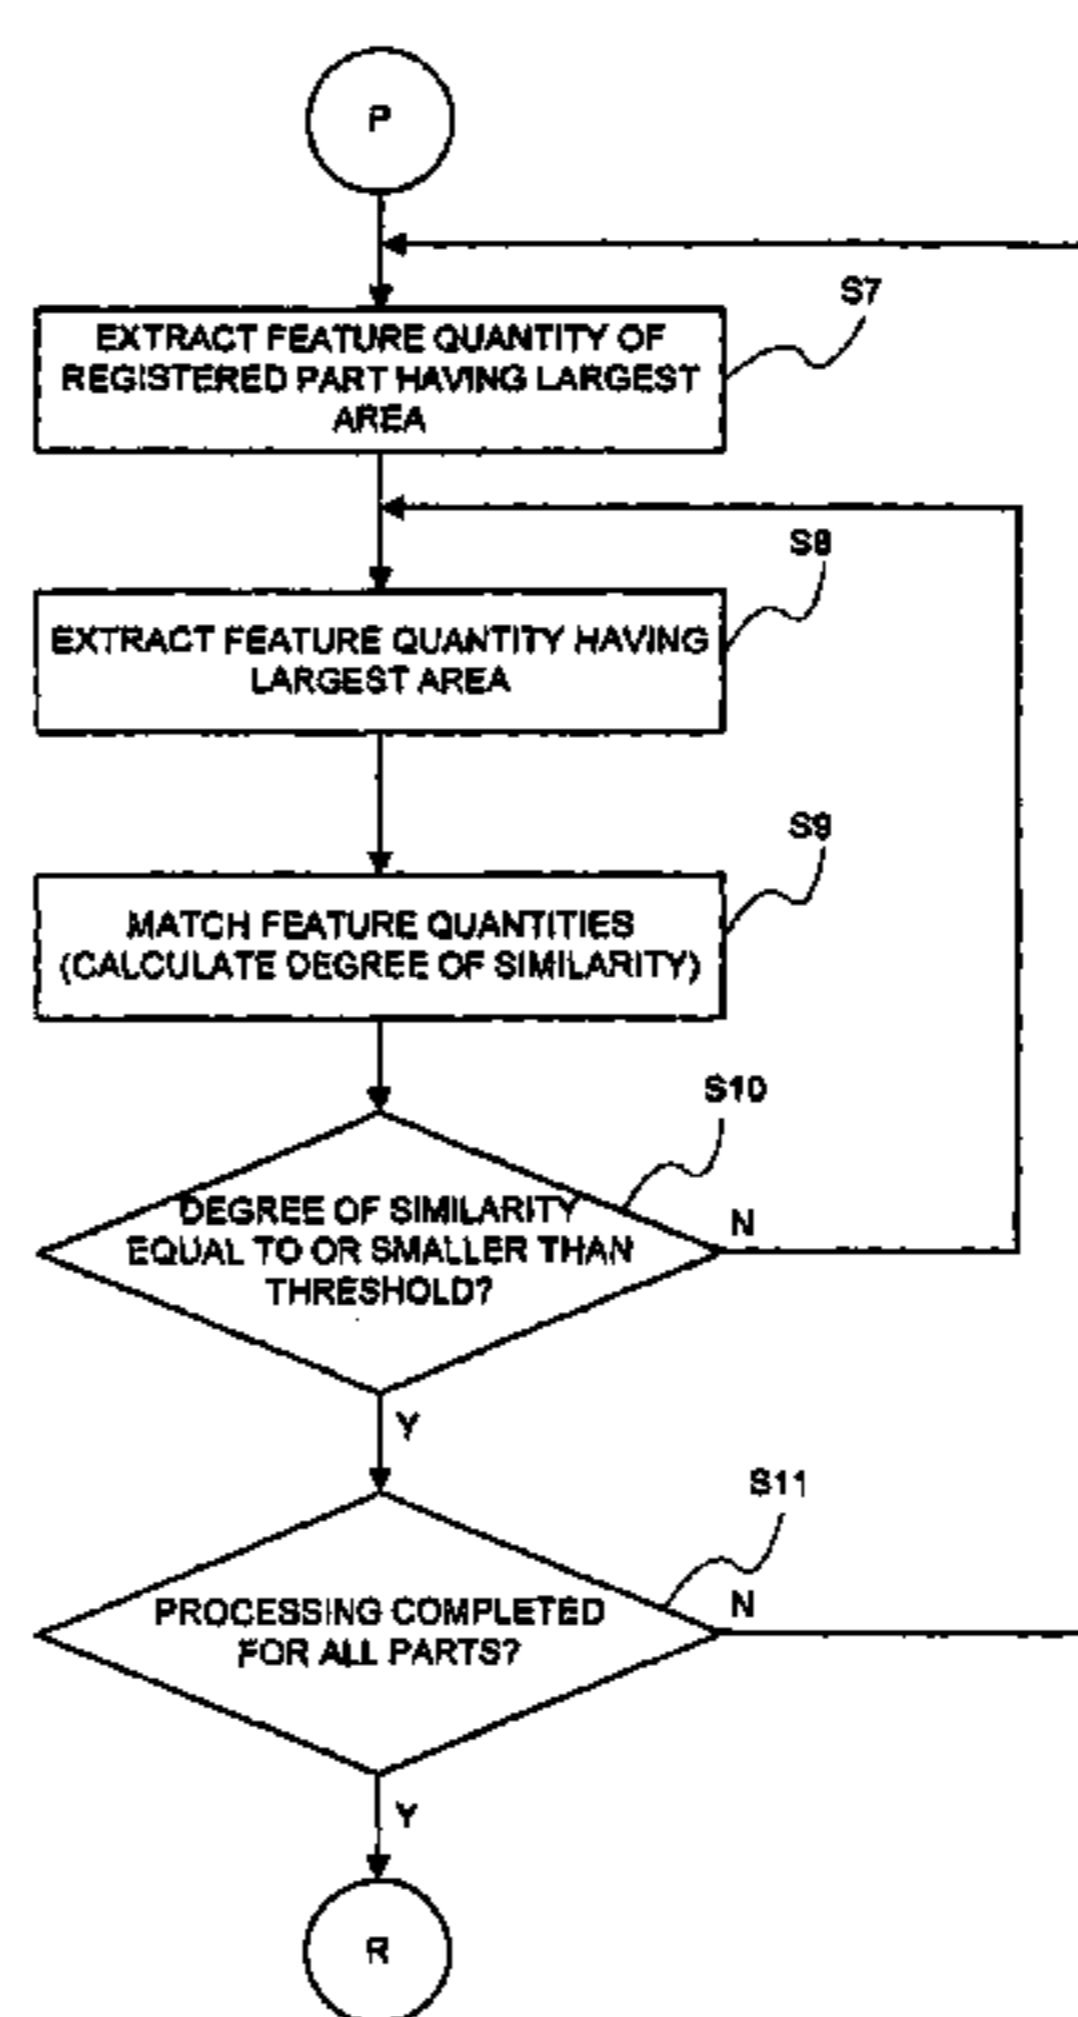 P
S7
EXTRACT FEATURE QUANTITY OF
REGISTERED PART HAVING LARGEST
AREA
S8
EXTRACT FEATURE QUANTITY HAVING
LARGEST AREA
S9
MATCH FEATURE QUANTITIES
(CALCULATE DEGREE OF SIMILARITY)
S10
DEGREE OF SIMILARITY
EQUAL TO OR SMALLER THAN
THRESHOLD?
N
Y
S11
PROCESSING COMPLETED
FOR ALL PARTS?
N
Y
R